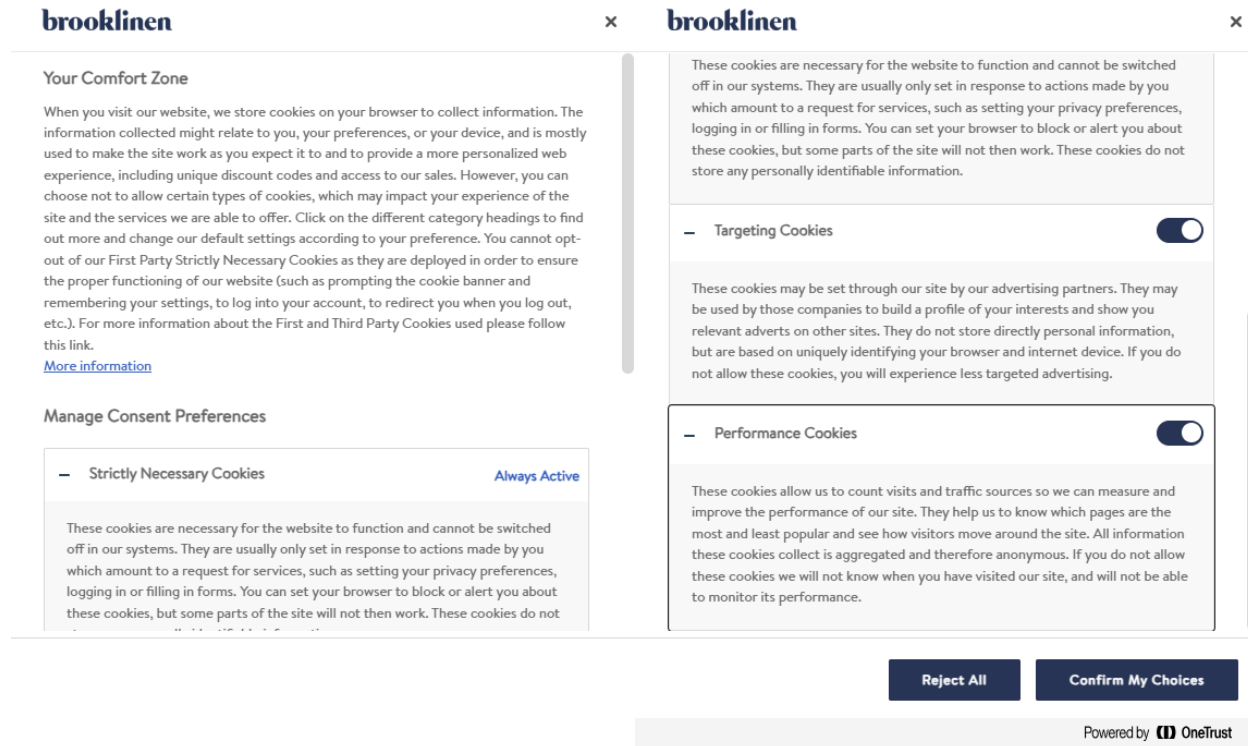 brooklinen
×
Your Comfort Zone
When you visit our website, we store cookies on your browser to collect information. The
information collected might relate to you, your preferences, or your device, and is mostly
used to make the site work as you expect it to and to provide a more personalized web
experience, including unique discount codes and access to our sales. However, you can
choose not to allow certain types of cookies, which may impact your experience of the
site and the services we are able to offer. Click on the different category headings to find
out more and change our default settings according to your preference. You cannot opt-
out of our First Party Strictly Necessary Cookies as they are deployed in order to ensure
the proper functioning of our website (such as prompting the cookie banner and
remembering your settings, to log into your account, to redirect you when you log out,
etc.). For more information about the First and Third Party Cookies used please follow
this link.
More information
Manage Consent Preferences
– Strictly Necessary Cookies Always Active
These cookies are necessary for the website to function and cannot be switched
off in our systems. They are usually only set in response to actions made by you
which amount to a request for services, such as setting your privacy preferences,
logging in or filling in forms. You can set your browser to block or alert you about
these cookies, but some parts of the site will not then work. These cookies do not
brooklinen
×
These cookies are necessary for the website to function and cannot be switched
off in our systems. They are usually only set in response to actions made by you
which amount to a request for services, such as setting your privacy preferences,
logging in or filling in forms. You can set your browser to block or alert you about
these cookies, but some parts of the site will not then work. These cookies do not
store any personally identifiable information.
– Targeting Cookies
These cookies may be set through our site by our advertising partners. They may
be used by those companies to build a profile of your interests and show you
relevant adverts on other sites. They do not store directly personal information,
but are based on uniquely identifying your browser and internet device. If you do
not allow these cookies, you will experience less targeted advertising.
– Performance Cookies
These cookies allow us to count visits and traffic sources so we can measure and
improve the performance of our site. They help us to know which pages are the
most and least popular and see how visitors move around the site. All information
these cookies collect is aggregated and therefore anonymous. If you do not allow
these cookies we will not know when you have visited our site, and will not be able
to monitor its performance.
Reject All
Confirm My Choices
Powered by OneTrust